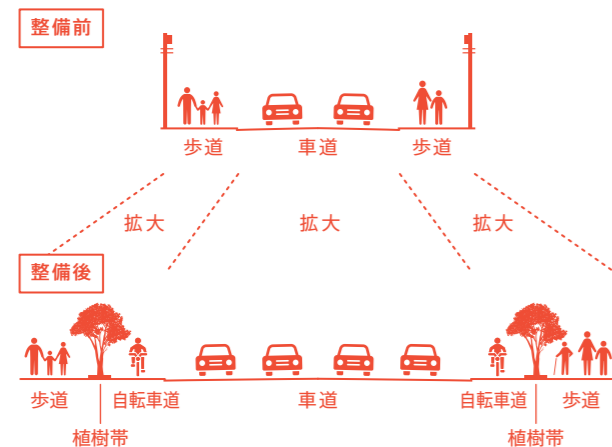 整備前
歩道 車道 歩道
拡大 拡大 拡大
整備後
歩道 自転車道 車道 自転車道 歩道
植樹帯 植樹帯